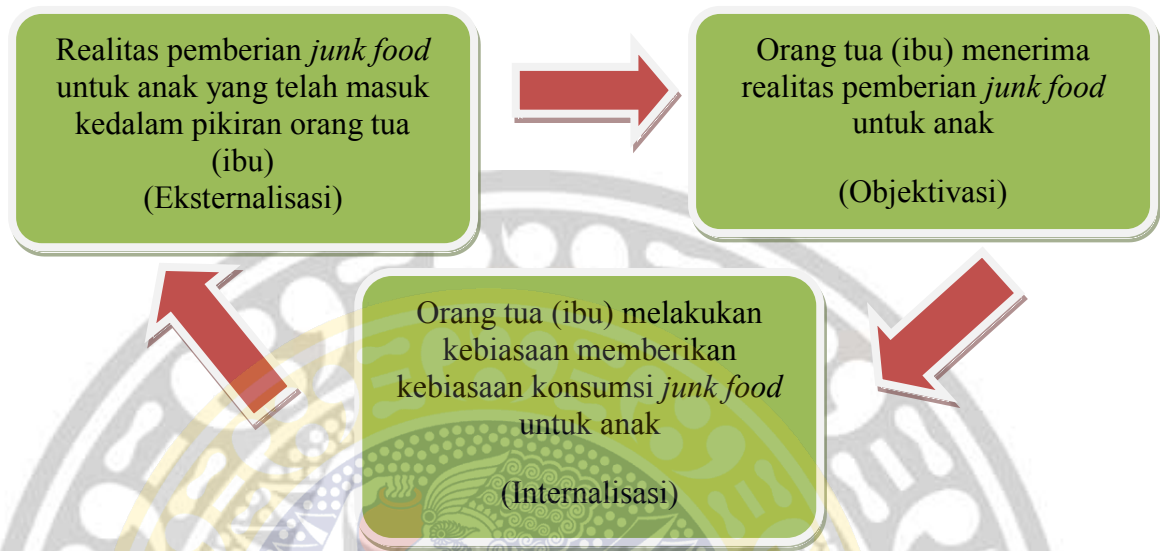 Realitas pemberian junk food
untuk anak yang telah masuk
kedalam pikiran orang tua
(ibu)
(Eksternalisasi)
Orang tua (ibu) menerima
realitas pemberian junk food
untuk anak
(Objektivasi)
Orang tua (ibu) melakukan
kebiasaan memberikan
kebiasaan konsumsi junk food
untuk anak
(Internalisasi)